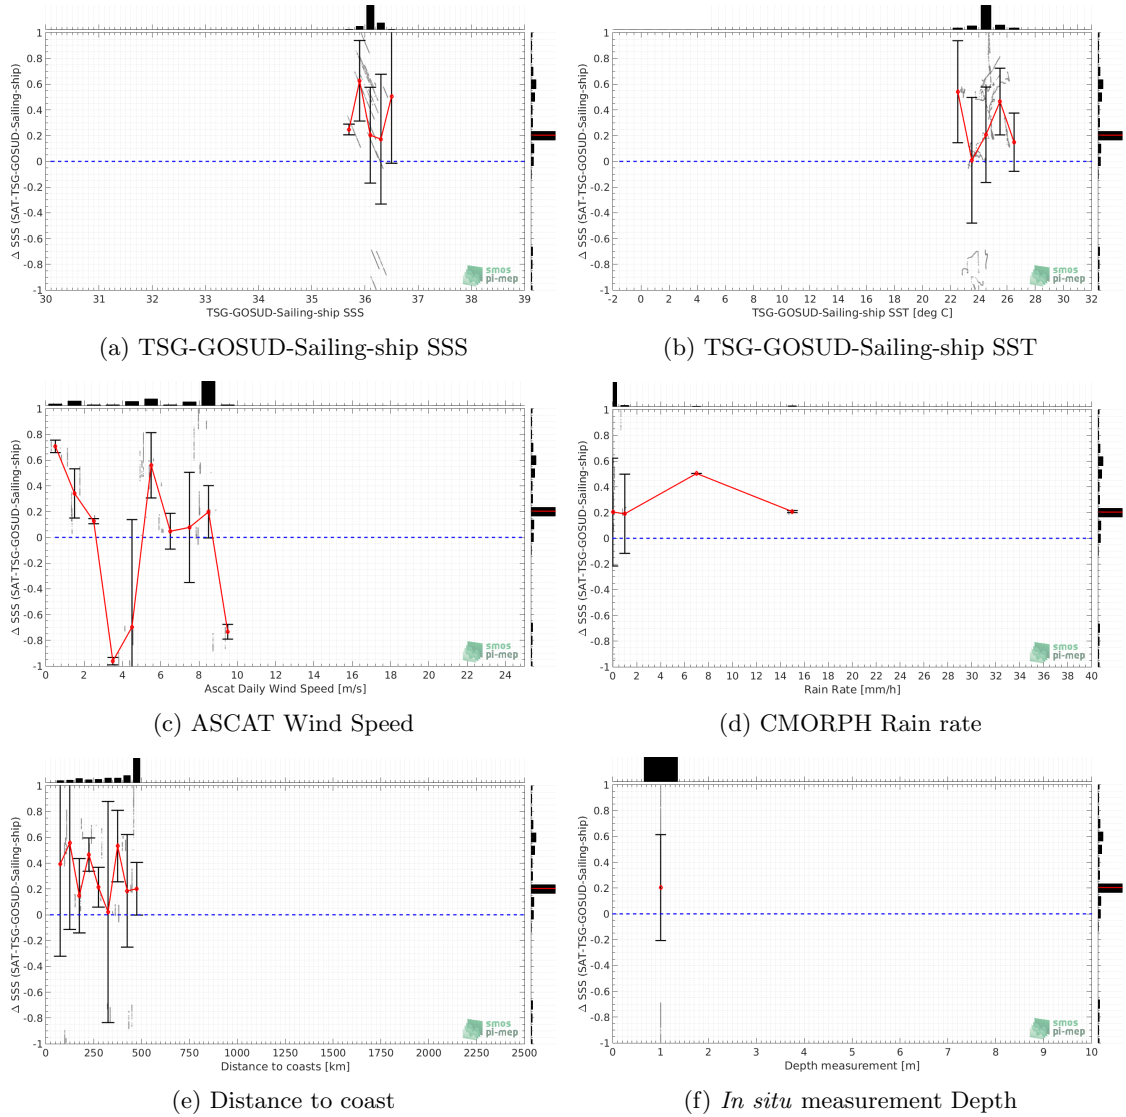 Δ SSS (SAT-TSG-GOSUD-Sailing-ship)
1
0.8
0.6
0.4
0.2
0
-0.2
-0.4
-0.6
-0.8
-1
30 31 32 33 34 35 36 37 38 39
TSG-GOSUD-Sailing-ship SSS
smos
pi-mep
(a) TSG-GOSUD-Sailing-ship SSS
Δ SSS (SAT-TSG-GOSUD-Sailing-ship)
1
0.8
0.6
0.4
0.2
0
-0.2
-0.4
-0.6
-0.8
-1
-2 0 2 4 6 8 10 12 14 16 18 20 22 24 26 28 30 32
TSG-GOSUD-Sailing-ship SST [deg C]
smos
pi-mep
(b) TSG-GOSUD-Sailing-ship SST
Δ SSS (SAT-TSG-GOSUD-Sailing-ship)
1
0.8
0.6
0.4
0.2
0
-0.2
-0.4
-0.6
-0.8
-1
0 2 4 6 8 10 12 14 16 18 20 22 24
Ascat Daily Wind Speed [m/s]
smos
pi-mep
(c) ASCAT Wind Speed
Δ SSS (SAT-TSG-GOSUD-Sailing-ship)
1
0.8
0.6
0.4
0.2
0
-0.2
-0.4
-0.6
-0.8
-1
0 2 4 6 8 10 12 14 16 18 20 22 24 26 28 30 32 34 36 38 40
Rain Rate [mm/h]
smos
pi-mep
(d) CMORPH Rain rate
Δ SSS (SAT-TSG-GOSUD-Sailing-ship)
1
0.8
0.6
0.4
0.2
0
-0.2
-0.4
-0.6
-0.8
-1
0 250 500 750 1000 1250 1500 1750 2000 2250 2500
Distance to coasts [km]
smos
pi-mep
(e) Distance to coast
Δ SSS (SAT-TSG-GOSUD-Sailing-ship)
1
0.8
0.6
0.4
0.2
0
-0.2
-0.4
-0.6
-0.8
-1
0 1 2 3 4 5 6 7 8 9 10
Depth measurement [m]
smos
pi-mep
(f) In situ measurement Depth